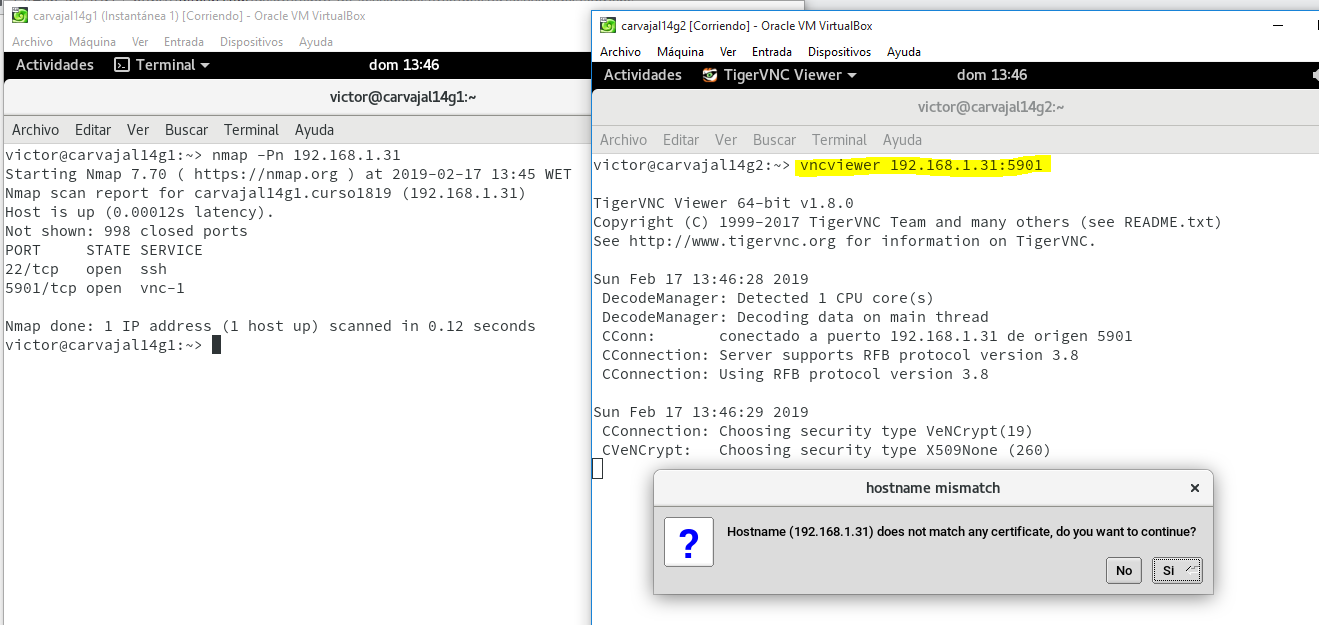 carvajal14g1 (Instantánea 1) [Corriendo] - Oracle VM VirtualBox
Archivo Máquina Ver Entrada Dispositivos Ayuda
Actividades Terminal dom 13:46
victor@carvajal14g1:~
Archivo Editar Ver Buscar Terminal Ayuda
victor@carvajal14g1:~> nmap -Pn 192.168.1.31
Starting Nmap 7.70 ( https://nmap.org ) at 2019-02-17 13:45 WET
Nmap scan report for carvajal14g1.curso1819 (192.168.1.31)
Host is up (0.00012s latency).
Not shown: 998 closed ports
PORT STATE SERVICE
22/tcp open ssh
5901/tcp open vnc-1
Nmap done: 1 IP address (1 host up) scanned in 0.12 seconds
victor@carvajal14g1:~>
carvajal14g2 [Corriendo] - Oracle VM VirtualBox
Archivo Máquina Ver Entrada Dispositivos Ayuda
Actividades TigerVNC Viewer dom 13:46
victor@carvajal14g2:~
Archivo Editar Ver Buscar Terminal Ayuda
victor@carvajal14g2:~> vncviewer 192.168.1.31:5901
TigerVNC Viewer 64-bit v1.8.0
Copyright (C) 1999-2017 TigerVNC Team and many others (see README.txt)
See http://www.tigervnc.org for information on TigerVNC.
Sun Feb 17 13:46:28 2019
DecodeManager: Detected 1 CPU core(s)
DecodeManager: Decoding data on main thread
CConn: conectado a puerto 192.168.1.31 de origen 5901
CConnection: Server supports RFB protocol version 3.8
CConnection: Using RFB protocol version 3.8
Sun Feb 17 13:46:29 2019
CConnection: Choosing security type VeNCrypt(19)
CVeNCrypt: Choosing security type X509None (260)
hostname mismatch
?
Hostname (192.168.1.31) does not match any certificate, do you want to continue?
No Si